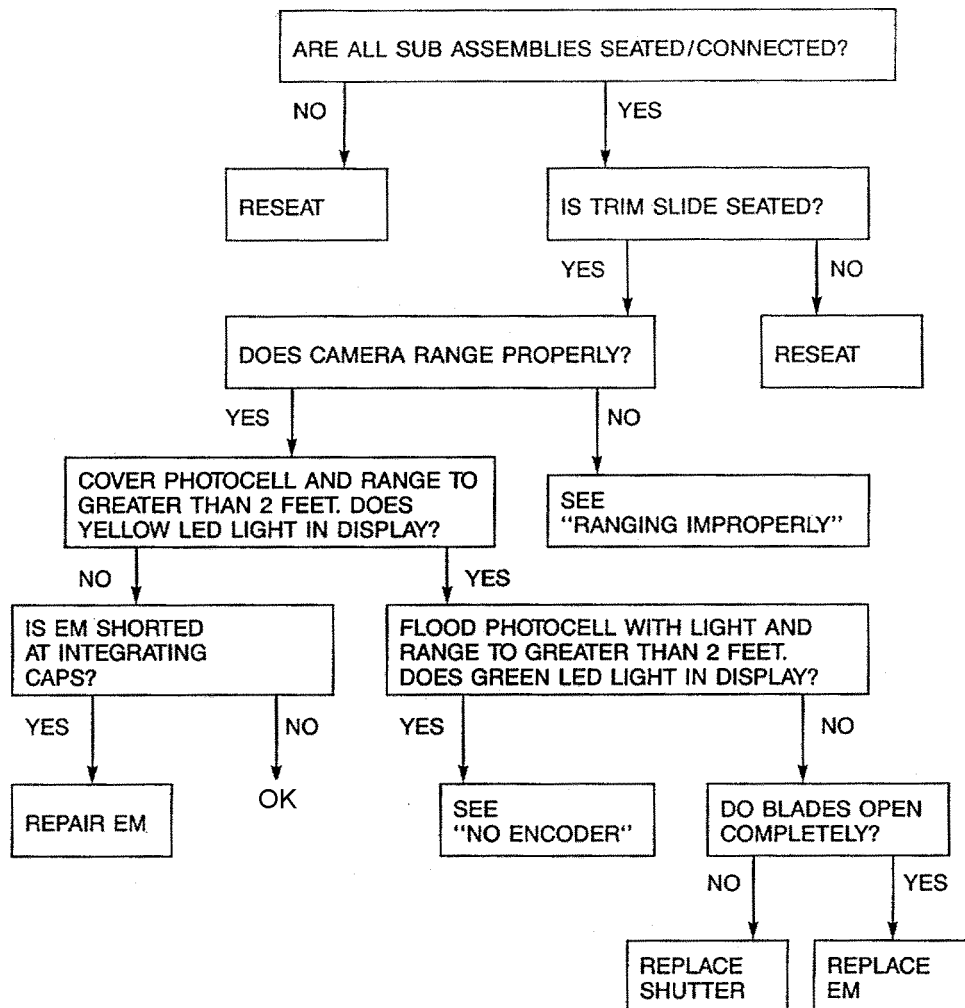 ARE ALL SUB ASSEMBLIES SEATED/CONNECTED?
NO
YES
RESEAT
IS TRIM SLIDE SEATED?
YES
NO
DOES CAMERA RANGE PROPERLY?
RESEAT
YES
NO
COVER PHOTOCELL AND RANGE TO
GREATER THAN 2 FEET. DOES
YELLOW LED LIGHT IN DISPLAY?
SEE
"RANGING IMPROPERLY"
NO
YES
IS EM SHORTED
AT INTEGRATING
CAPS?
FLOOD PHOTOCELL WITH LIGHT AND
RANGE TO GREATER THAN 2 FEET.
DOES GREEN LED LIGHT IN DISPLAY?
YES
NO
YES
NO
REPAIR EM
OK
SEE
"NO ENCODER"
DO BLADES OPEN
COMPLETELY?
NO
YES
REPLACE
SHUTTER
REPLACE
EM